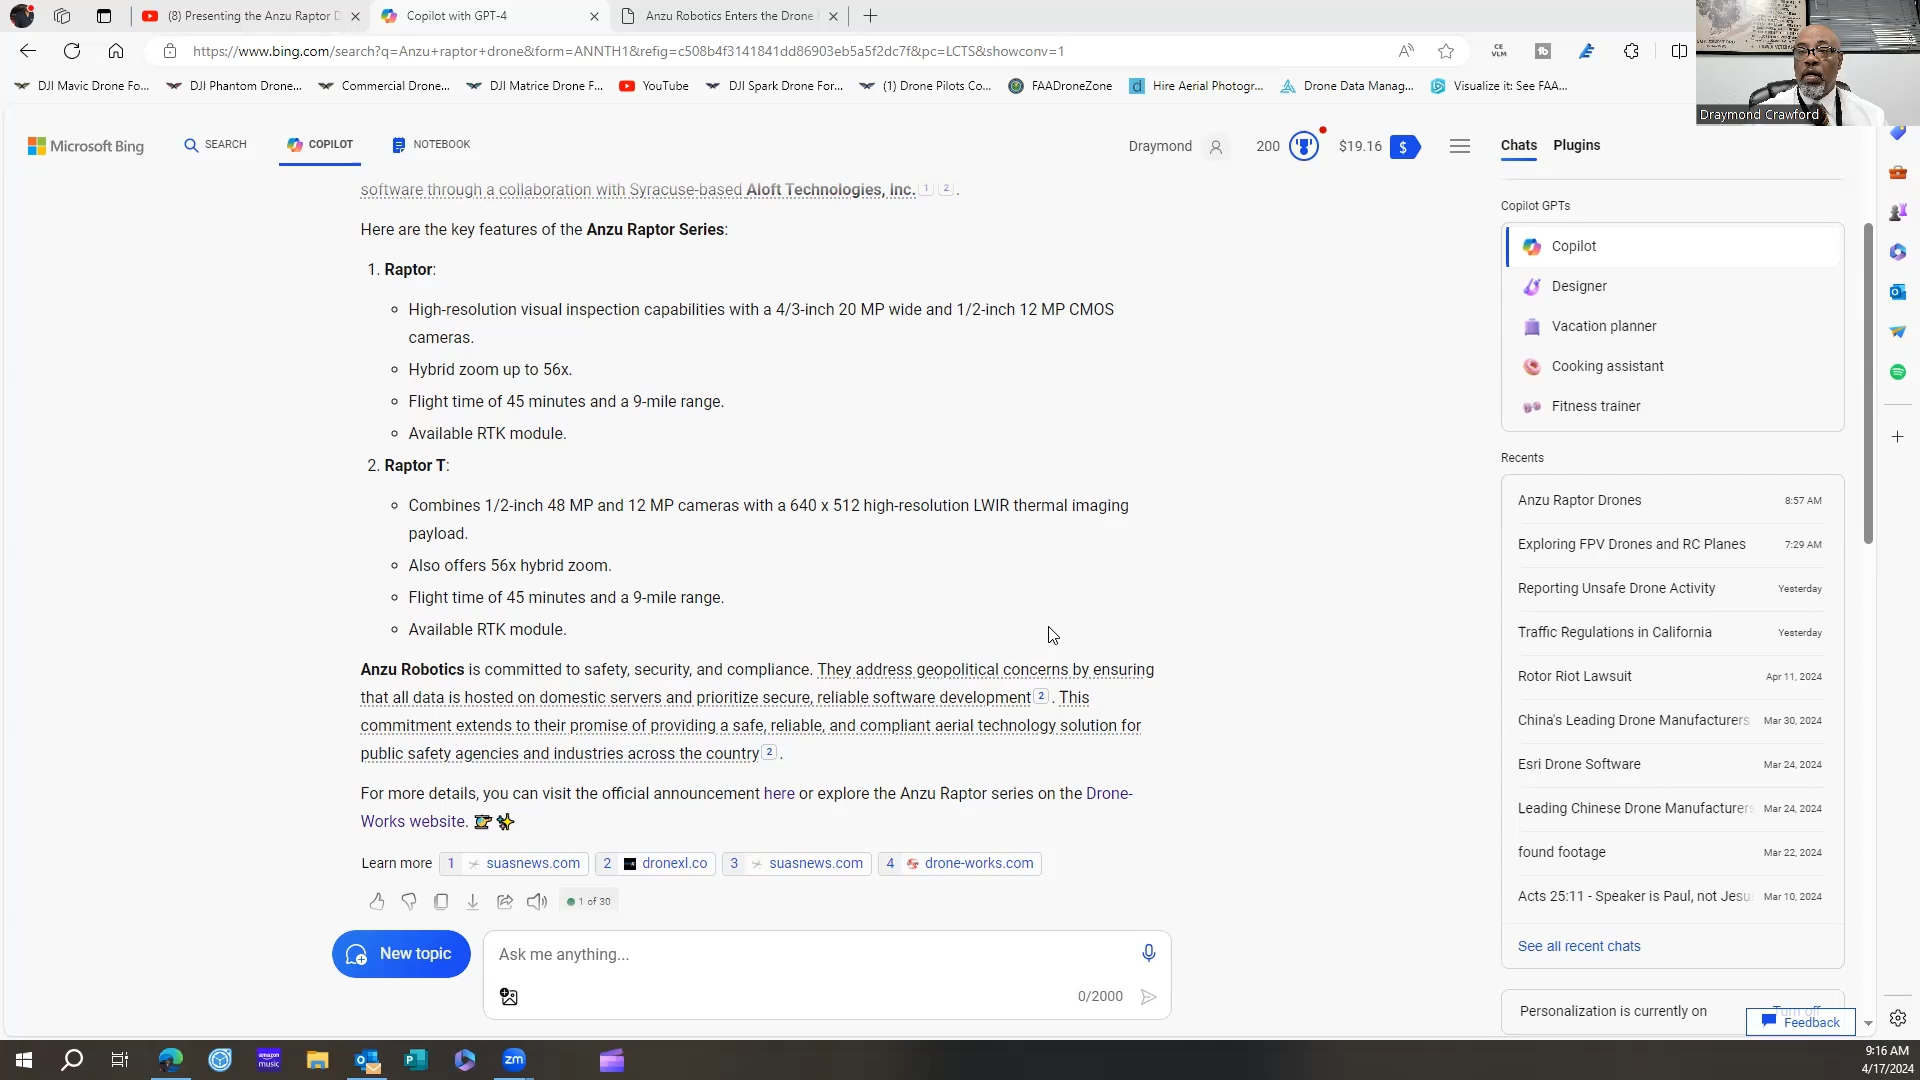 (8) Presenting the Anzu Raptor D
Copilot with GPT-4
Anzu Robotics Enters the Drone
https://www.bing.com/search?q=Anzu+raptor+drone&form=ANNTH1&refig=c508b4f3141841dd86903eb5a5f2dc7f&pc=LCTS&showconv=1
DJI Mavic Drone Fo...
DJI Phantom Drone...
Commercial Drone...
DJI Matrice Drone F...
YouTube
DJI Spark Drone For...
(1) Drone Pilots Co...
FAADroneZone
Hire Aerial Photogr...
Drone Data Manag...
Visualize it: See FAA...
Draymond Crawford
Microsoft Bing
SEARCH
COPILOT
NOTEBOOK
Draymond
200
$19.16
Chats Plugins
software through a collaboration with Syracuse-based Aloft Technologies, Inc. 1 2 .
Here are the key features of the Anzu Raptor Series:
1. Raptor:
High-resolution visual inspection capabilities with a 4/3-inch 20 MP wide and 1/2-inch 12 MP CMOS
cameras.
Hybrid zoom up to 56x.
Flight time of 45 minutes and a 9-mile range.
Available RTK module.
2. Raptor T:
Combines 1/2-inch 48 MP and 12 MP cameras with a 640 x 512 high-resolution LWIR thermal imaging
payload.
Also offers 56x hybrid zoom.
Flight time of 45 minutes and a 9-mile range.
Available RTK module.
Anzu Robotics is committed to safety, security, and compliance. They address geopolitical concerns by ensuring
that all data is hosted on domestic servers and prioritize secure, reliable software development 2 . This
commitment extends to their promise of providing a safe, reliable, and compliant aerial technology solution for
public safety agencies and industries across the country 2 .
For more details, you can visit the official announcement here or explore the Anzu Raptor series on the Drone-
Works website.
Learn more 1 suasnews.com 2 dronexl.co 3 suasnews.com 4 drone-works.com
1 of 30
New topic
Ask me anything...
0/2000
Copilot GPTs
Copilot
Designer
Vacation planner
Cooking assistant
Fitness trainer
Recents
Anzu Raptor Drones 8:57 AM
Exploring FPV Drones and RC Planes 7:29 AM
Reporting Unsafe Drone Activity Yesterday
Traffic Regulations in California Yesterday
Rotor Riot Lawsuit Apr 11, 2024
China's Leading Drone Manufacturers Mar 30, 2024
Esri Drone Software Mar 24, 2024
Leading Chinese Drone Manufacturers Mar 24, 2024
found footage Mar 22, 2024
Acts 25:11 - Speaker is Paul, not Jesu Mar 10, 2024
See all recent chats
Personalization is currently on Turn off
Feedback
amazon
music
zm
9:16 AM
4/17/2024